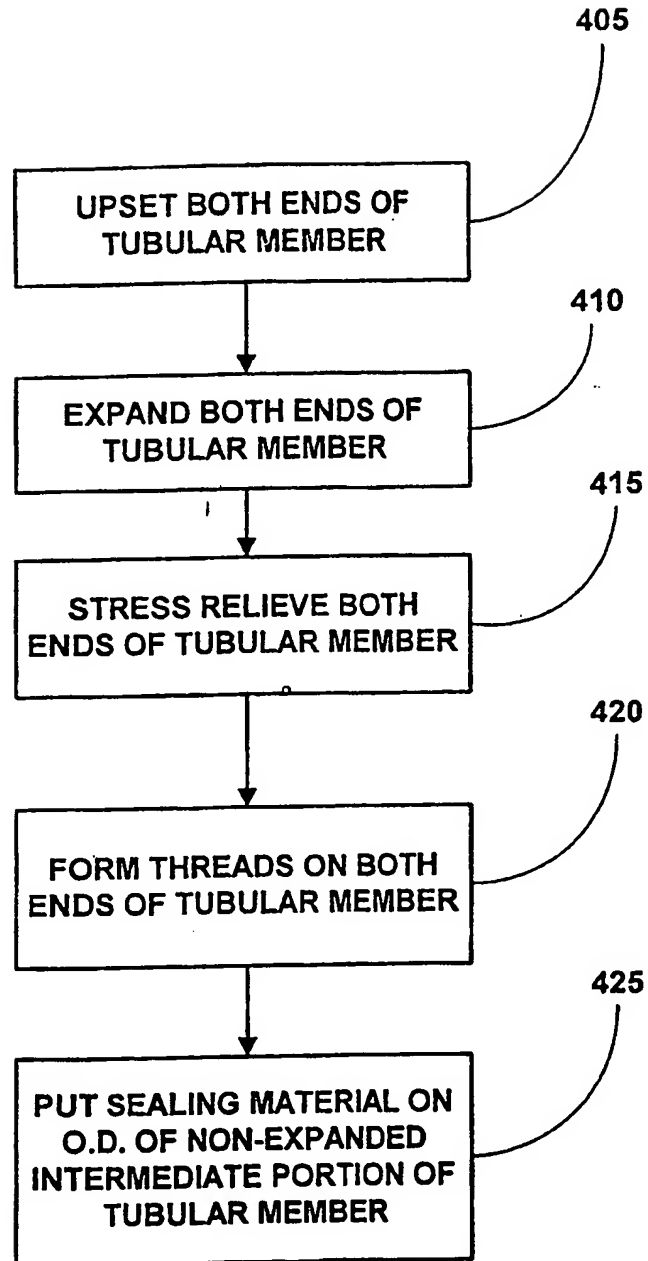 405
UPSET BOTH ENDS OF
TUBULAR MEMBER
410
EXPAND BOTH ENDS OF
TUBULAR MEMBER
415
STRESS RELIEVE BOTH
ENDS OF TUBULAR MEMBER
420
FORM THREADS ON BOTH
ENDS OF TUBULAR MEMBER
425
PUT SEALING MATERIAL ON
O.D. OF NON-EXPANDED
INTERMEDIATE PORTION OF
TUBULAR MEMBER